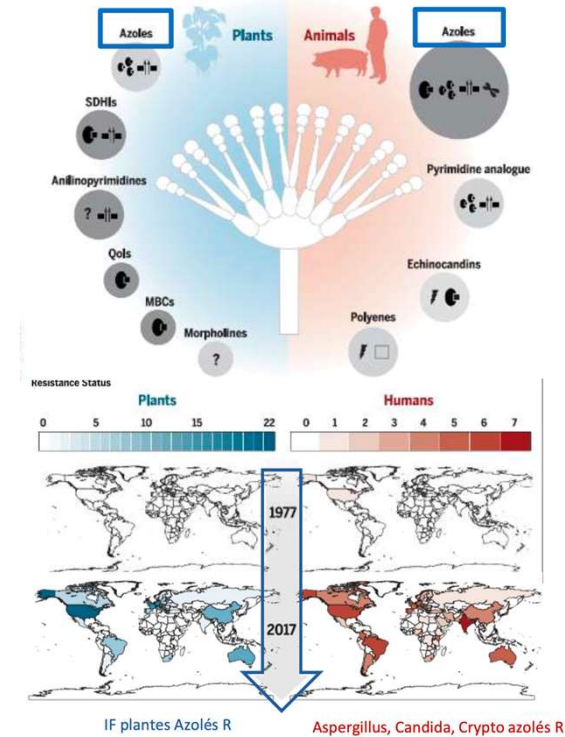 Azoles
Plants
Animals
Azoles
SDHIs
Anilinopyrimidines
?
Pyrimidine analogue
QoIs
Echinocandins
MBCs
Polyenes
Morpholines
?
Resistance Status
Plants
Humans
0 5 10 15 22
0 1 2 3 4 5 6 7
1977
2017
IF plantes Azolés R
Aspergillus, Candida, Crypto azolés R